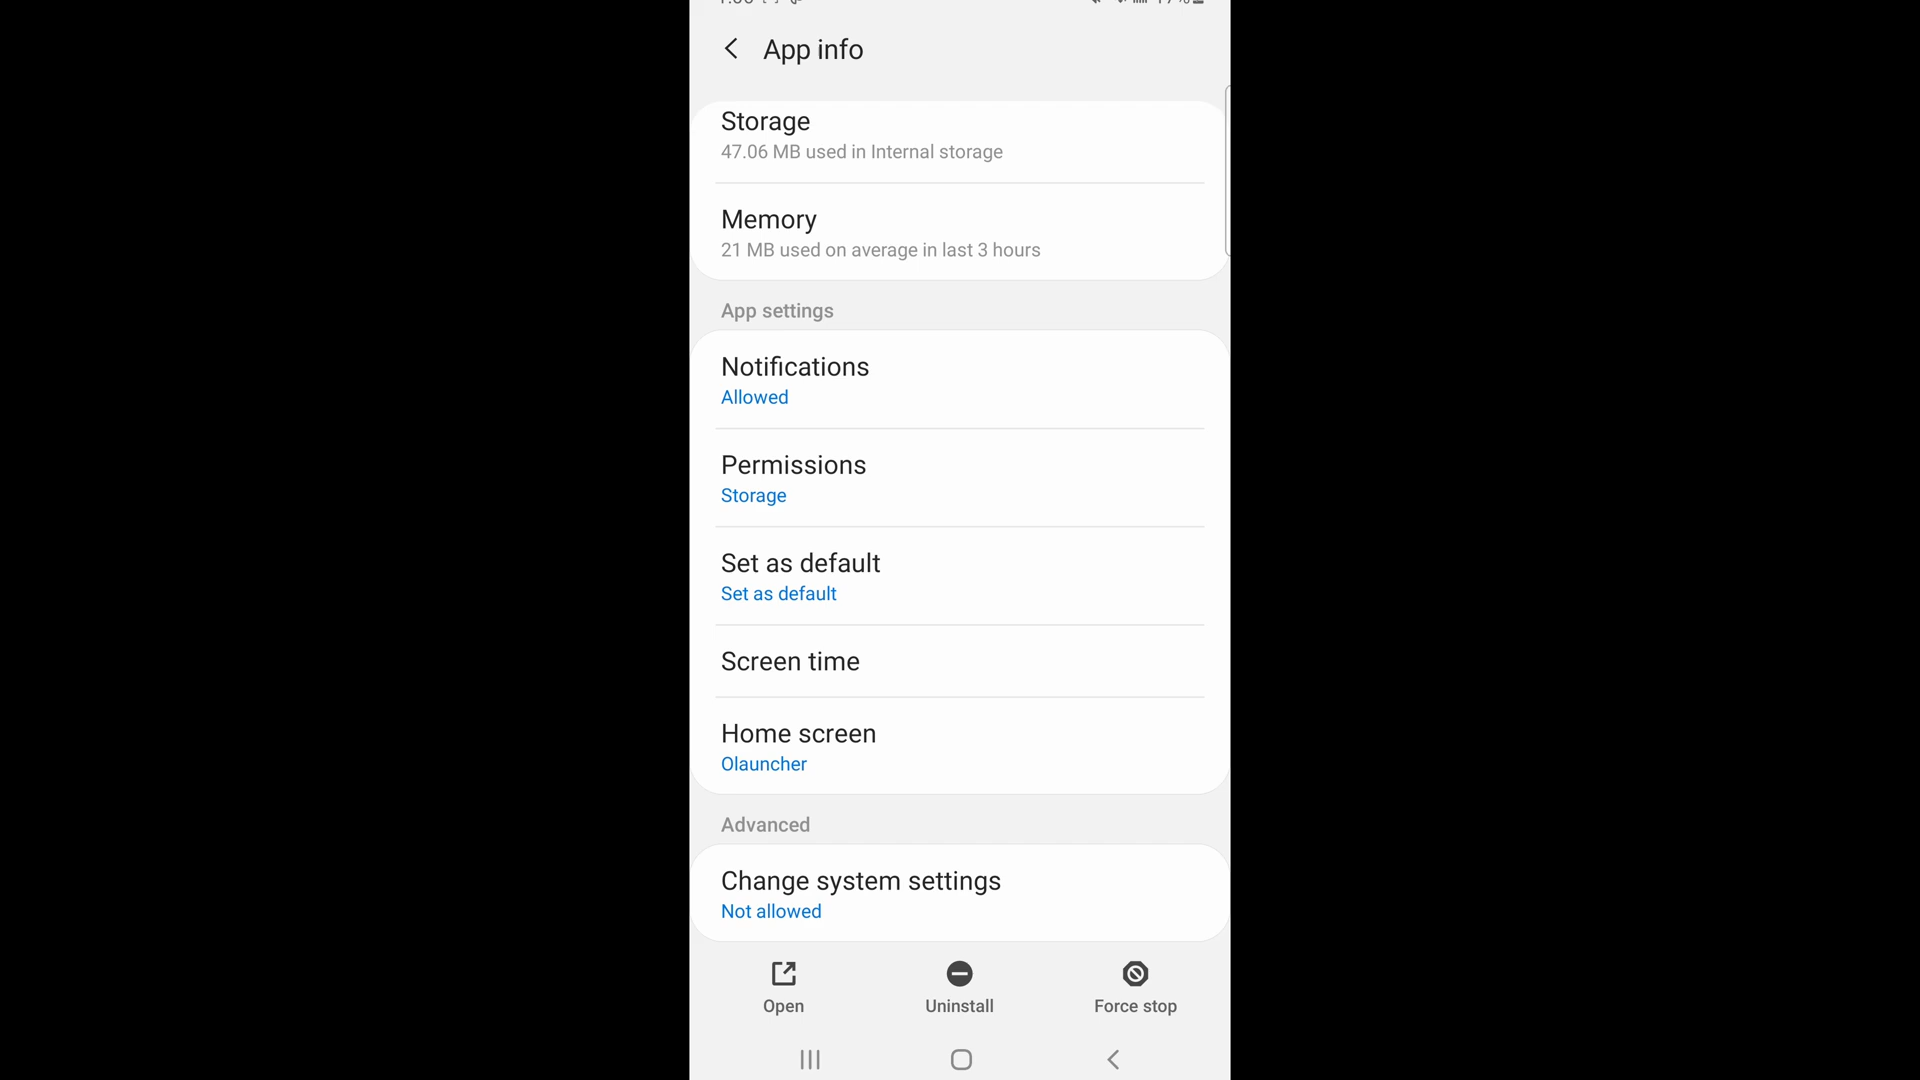 App info
Storage
47.06 MB used in Internal storage
Memory
21 MB used on average in last 3 hours
App settings
Notifications
Allowed
Permissions
Storage
Set as default
Set as default
Screen time
Home screen
Olauncher
Advanced
Change system settings
Not allowed
Open
Uninstall
Force stop